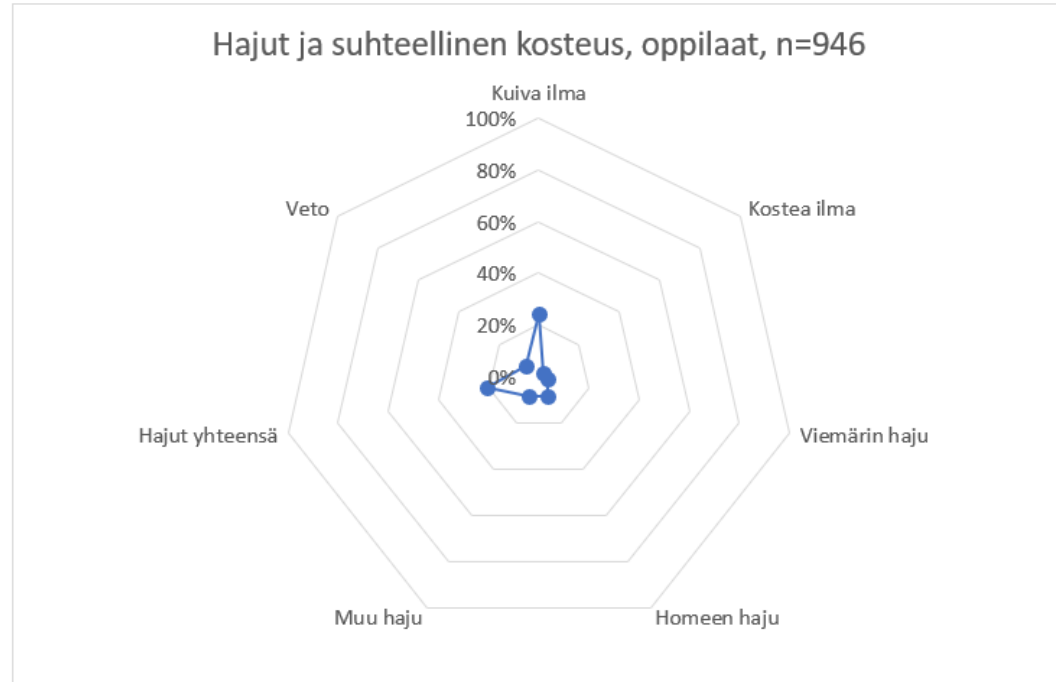 Hajut ja suhteellinen kosteus, oppilaat, n=946
Kuiva ilma
100%
80%
60%
40%
20%
0%
Veto
Kostea ilma
Hajut yhteensä
Viemärin haju
Muu haju
Homeen haju